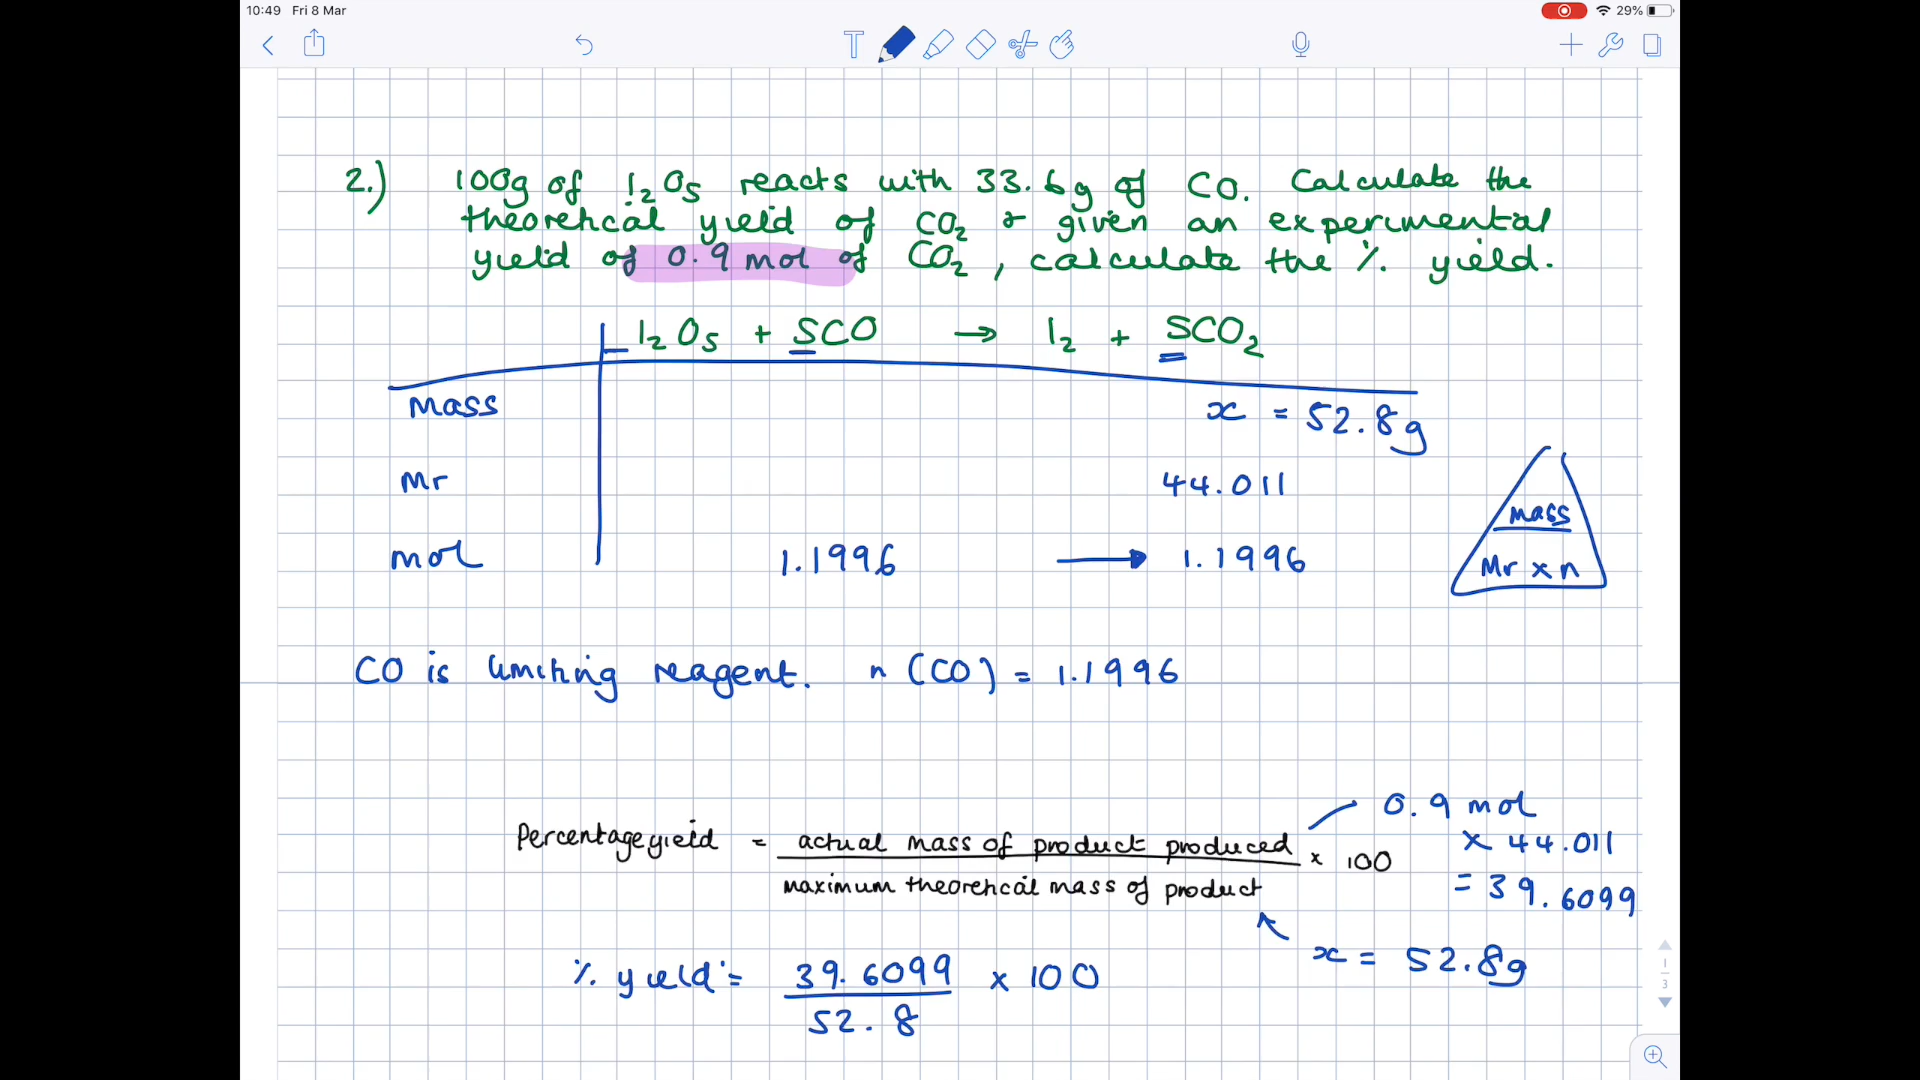 10:49 Fri 8 Mar
29%
2.) 100g of I₂O₅ reacts with 33.6g of CO. Calculate the
theoretical yield of CO₂ & given an experimental
yield of 0.9 mol of CO₂, calculate the % yield.
I₂O₅ + 5CO → I₂ + 5CO₂
Mass x = 52.8g
Mr 44.011
mol 1.1996 → 1.1996
mass
Mr x n
CO is limiting reagent. n (CO) = 1.1996
0.9 mol
x 44.011
= 39.6099
Percentage yield = actual mass of product produced x 100
maximum theoretical mass of product
x = 52.8g
% yield = 39.6099 x 100
52.8
1
3